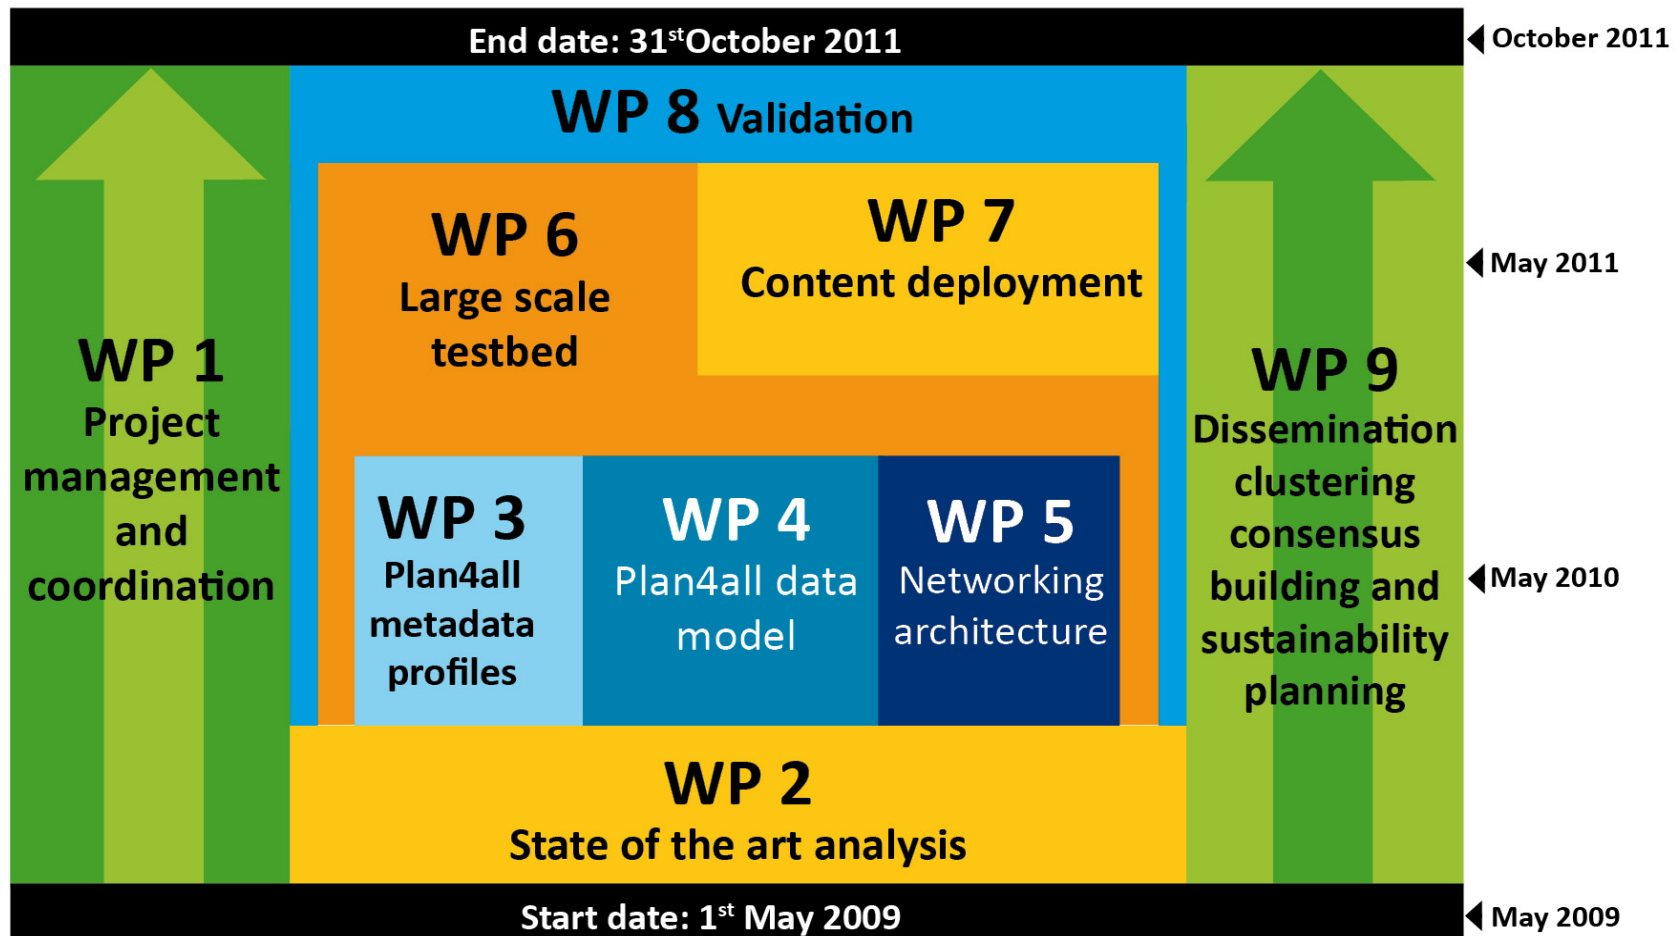 End date: 31stOctober 2011
October 2011
WP 8 Validation
WP 6
Large scale
testbed
WP 7
Content deployment
May 2011
WP 1
Project
management
and
coordination
WP 9
Dissemination
clustering
consensus
building and
sustainability
planning
WP 3
Plan4all
metadata
profiles
WP 4
Plan4all data
model
WP 5
Networking
architecture
May 2010
WP 2
State of the art analysis
Start date: 1st May 2009
May 2009